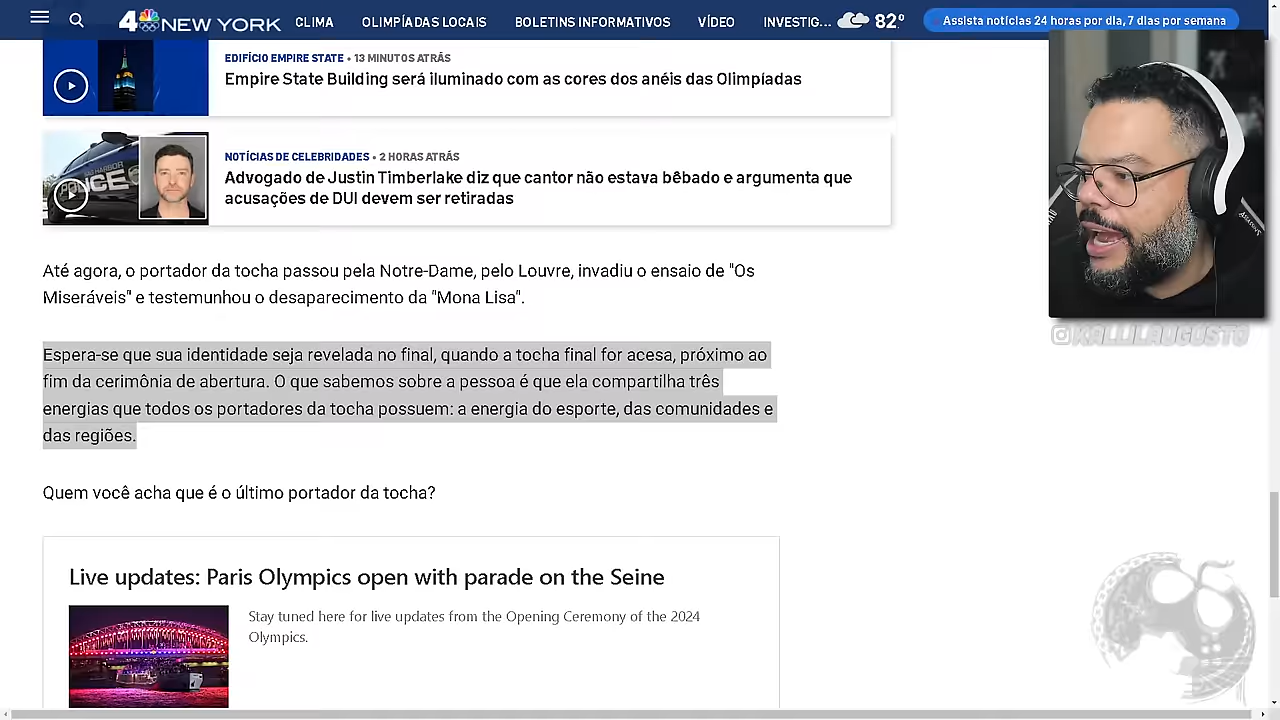 4 NEW YORK CLIMA OLIMPÍADAS LOCAIS BOLETINS INFORMATIVOS VÍDEO INVESTIG... 82° Assista notícias 24 horas por dia, 7 dias por semana
EDIFÍCIO EMPIRE STATE • 13 MINUTOS ATRÁS
Empire State Building será iluminado com as cores dos anéis das Olimpíadas
NOTÍCIAS DE CELEBRIDADES • 2 HORAS ATRÁS
Advogado de Justin Timberlake diz que cantor não estava bêbado e argumenta que
acusações de DUI devem ser retiradas
Até agora, o portador da tocha passou pela Notre-Dame, pelo Louvre, invadiu o ensaio de "Os
Miseráveis" e testemunhou o desaparecimento da "Mona Lisa".
KALLILAUGUSTO
Espera-se que sua identidade seja revelada no final, quando a tocha final for acesa, próximo ao
fim da cerimônia de abertura. O que sabemos sobre a pessoa é que ela compartilha três
energias que todos os portadores da tocha possuem: a energia do esporte, das comunidades e
das regiões.
Quem você acha que é o último portador da tocha?
Live updates: Paris Olympics open with parade on the Seine
Stay tuned here for live updates from the Opening Ceremony of the 2024
Olympics.